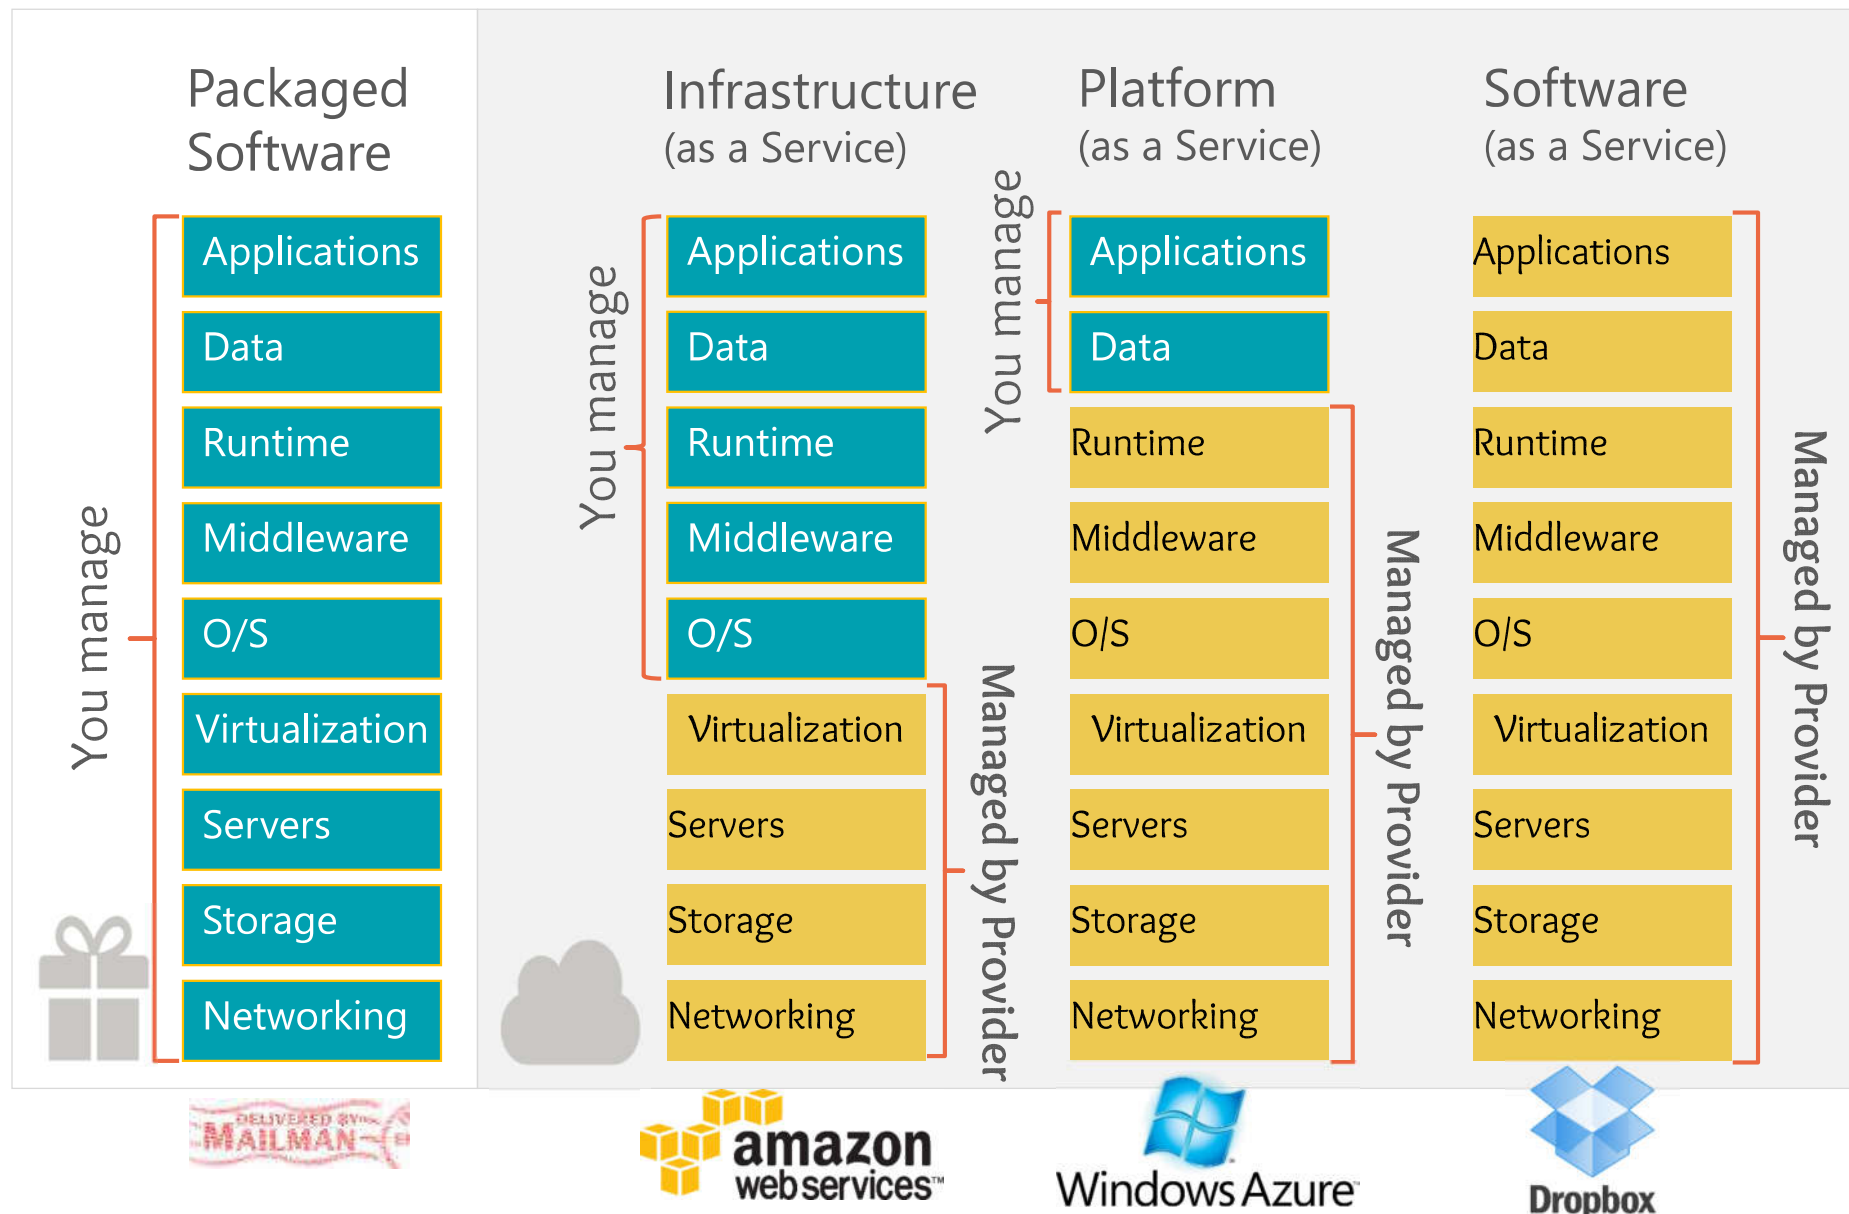 Packaged
Software
You manage
Applications
Data
Runtime
Middleware
O/S
Virtualization
Servers
Storage
Networking
DELIVERED BY
MAILMAN
Infrastructure
(as a Service)
You manage
Applications
Data
Runtime
Middleware
O/S
Virtualization
Servers
Storage
Networking
Managed by Provider
amazon
web services™
Platform
(as a Service)
You manage
Applications
Data
Runtime
Middleware
O/S
Virtualization
Servers
Storage
Networking
Managed by Provider
Windows Azure
Software
(as a Service)
Applications
Data
Runtime
Middleware
O/S
Virtualization
Servers
Storage
Networking
Managed by Provider
Dropbox